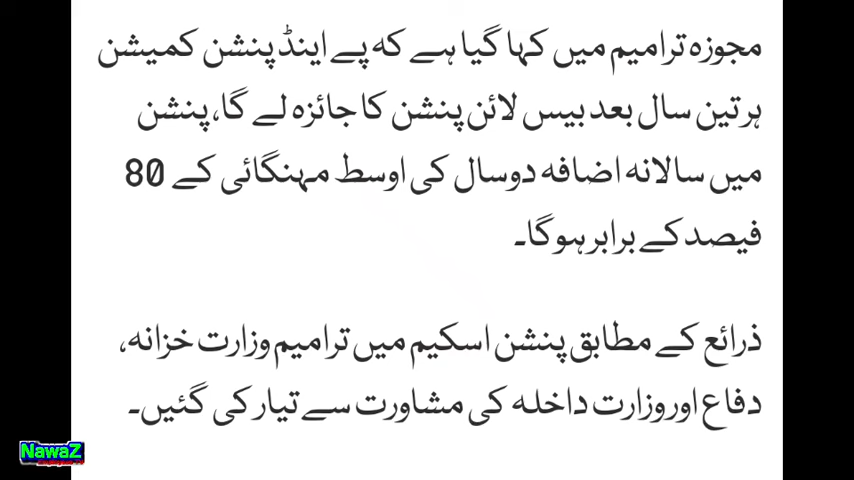 مجوزہ ترامیم میں کہا گیا ہے کہ پے اینڈ پنشن کمیشن
ہر تین سال بعد بیس لائن پنشن کا جائزہ لے گا، پنشن
میں سالانہ اضافہ دو سال کی اوسط مہنگائی کے 80
فیصد کے برابر ہو گا۔
ذرائع کے مطابق پنشن اسکیم میں ترامیم وزارت خزانہ،
دفاع اور وزارت داخلہ کی مشاورت سے تیار کی گئیں۔
NawaZ